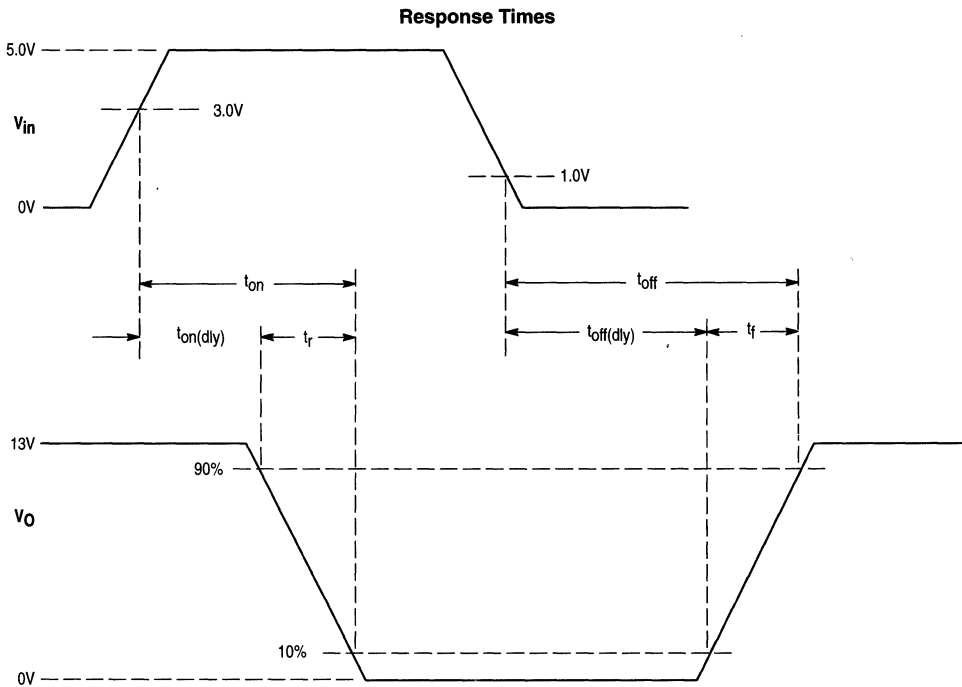 Response Times
5.0V
3.0V
Vin
1.0V
0V
ton
toff
ton(dly)
tr
toff(dly)
tf
13V
90%
VO
10%
0V